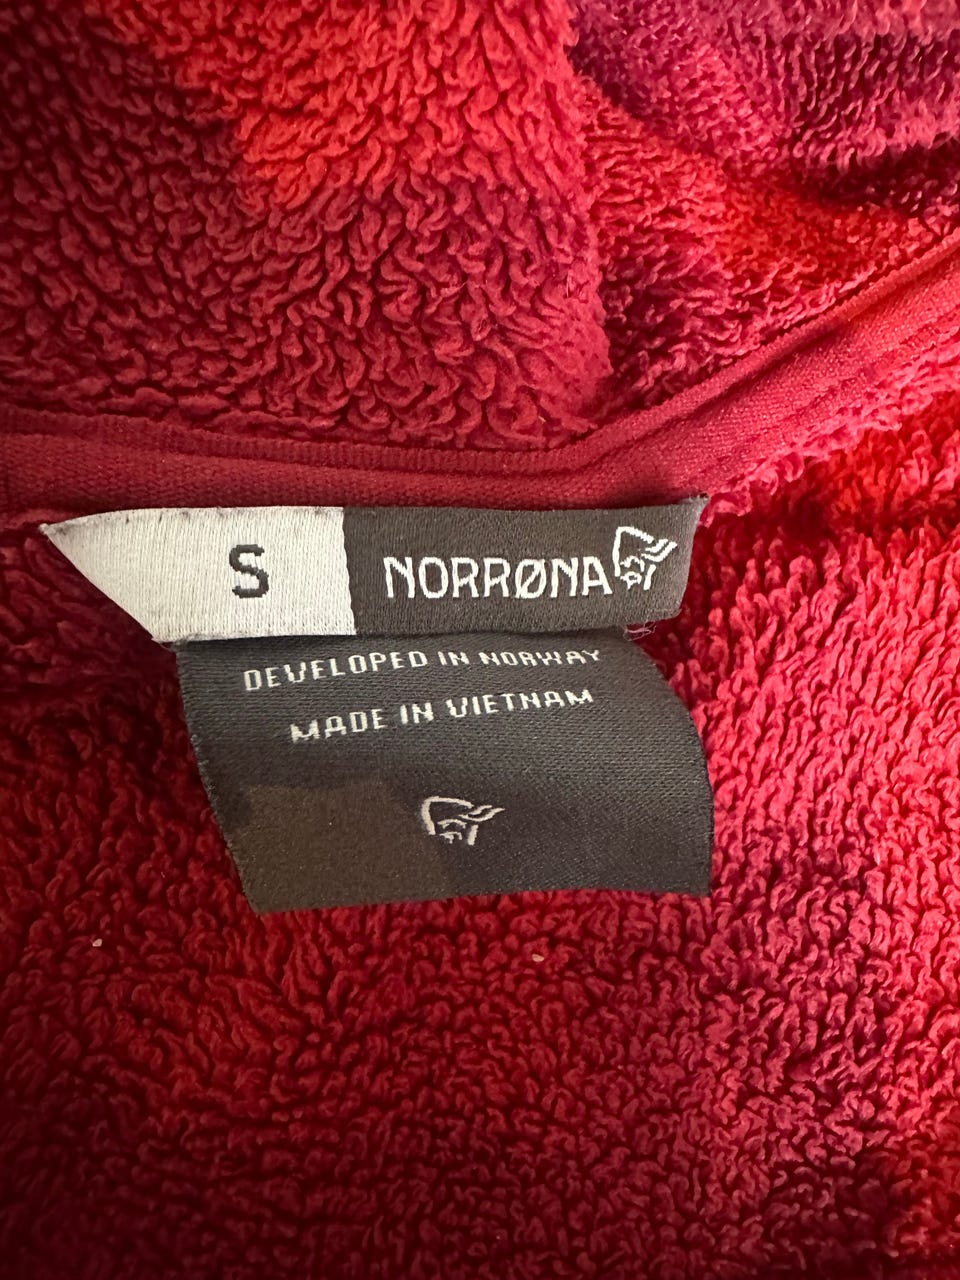 S
NORRØNA
DEVELOPED IN NORWAY
MADE IN VIETNAM